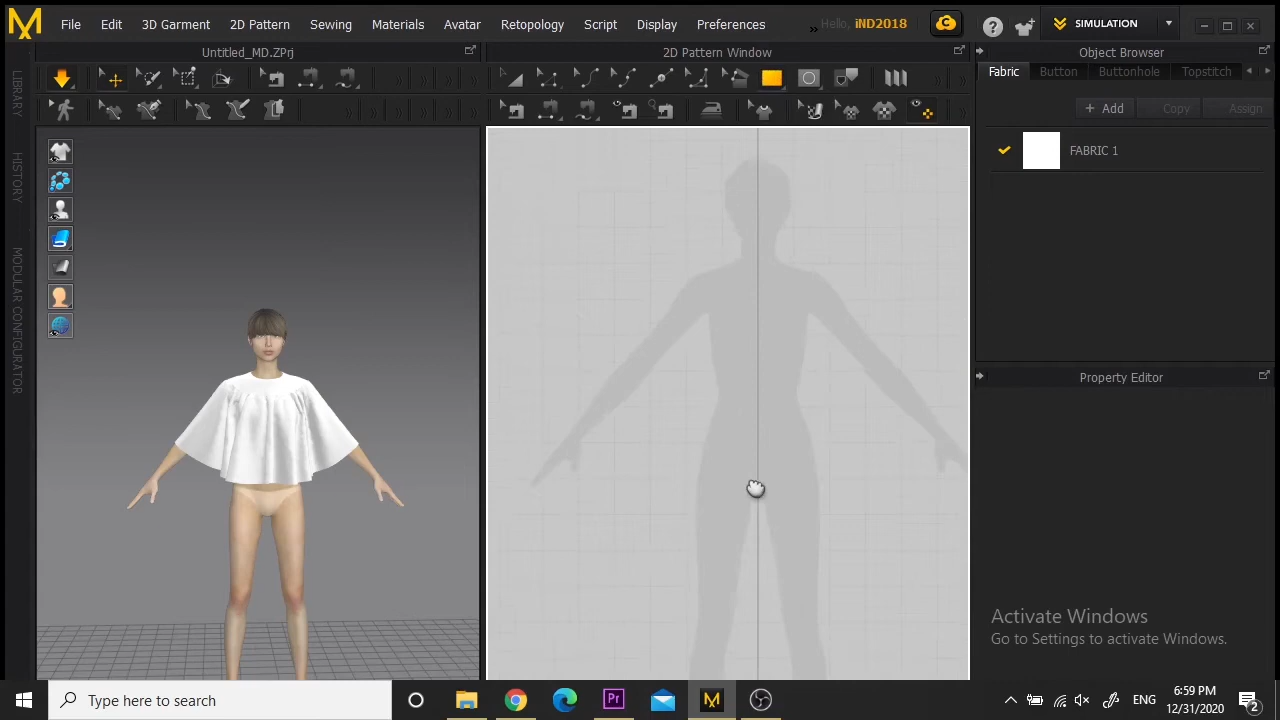 File Edit 3D Garment 2D Pattern Sewing Materials Avatar Retopology Script Display Preferences » Hello, iND2018 SIMULATION
Untitled_MD.ZPrj
2D Pattern Window
Object Browser
Fabric Button Buttonhole Topstitch
+ Add Copy Assign
FABRIC 1
LIBRARY
HISTORY
MODULAR CONFIGURATOR
Property Editor
Activate Windows
Go to Settings to activate Windows.
Type here to search
Pr
ENG
6:59 PM
12/31/2020
2